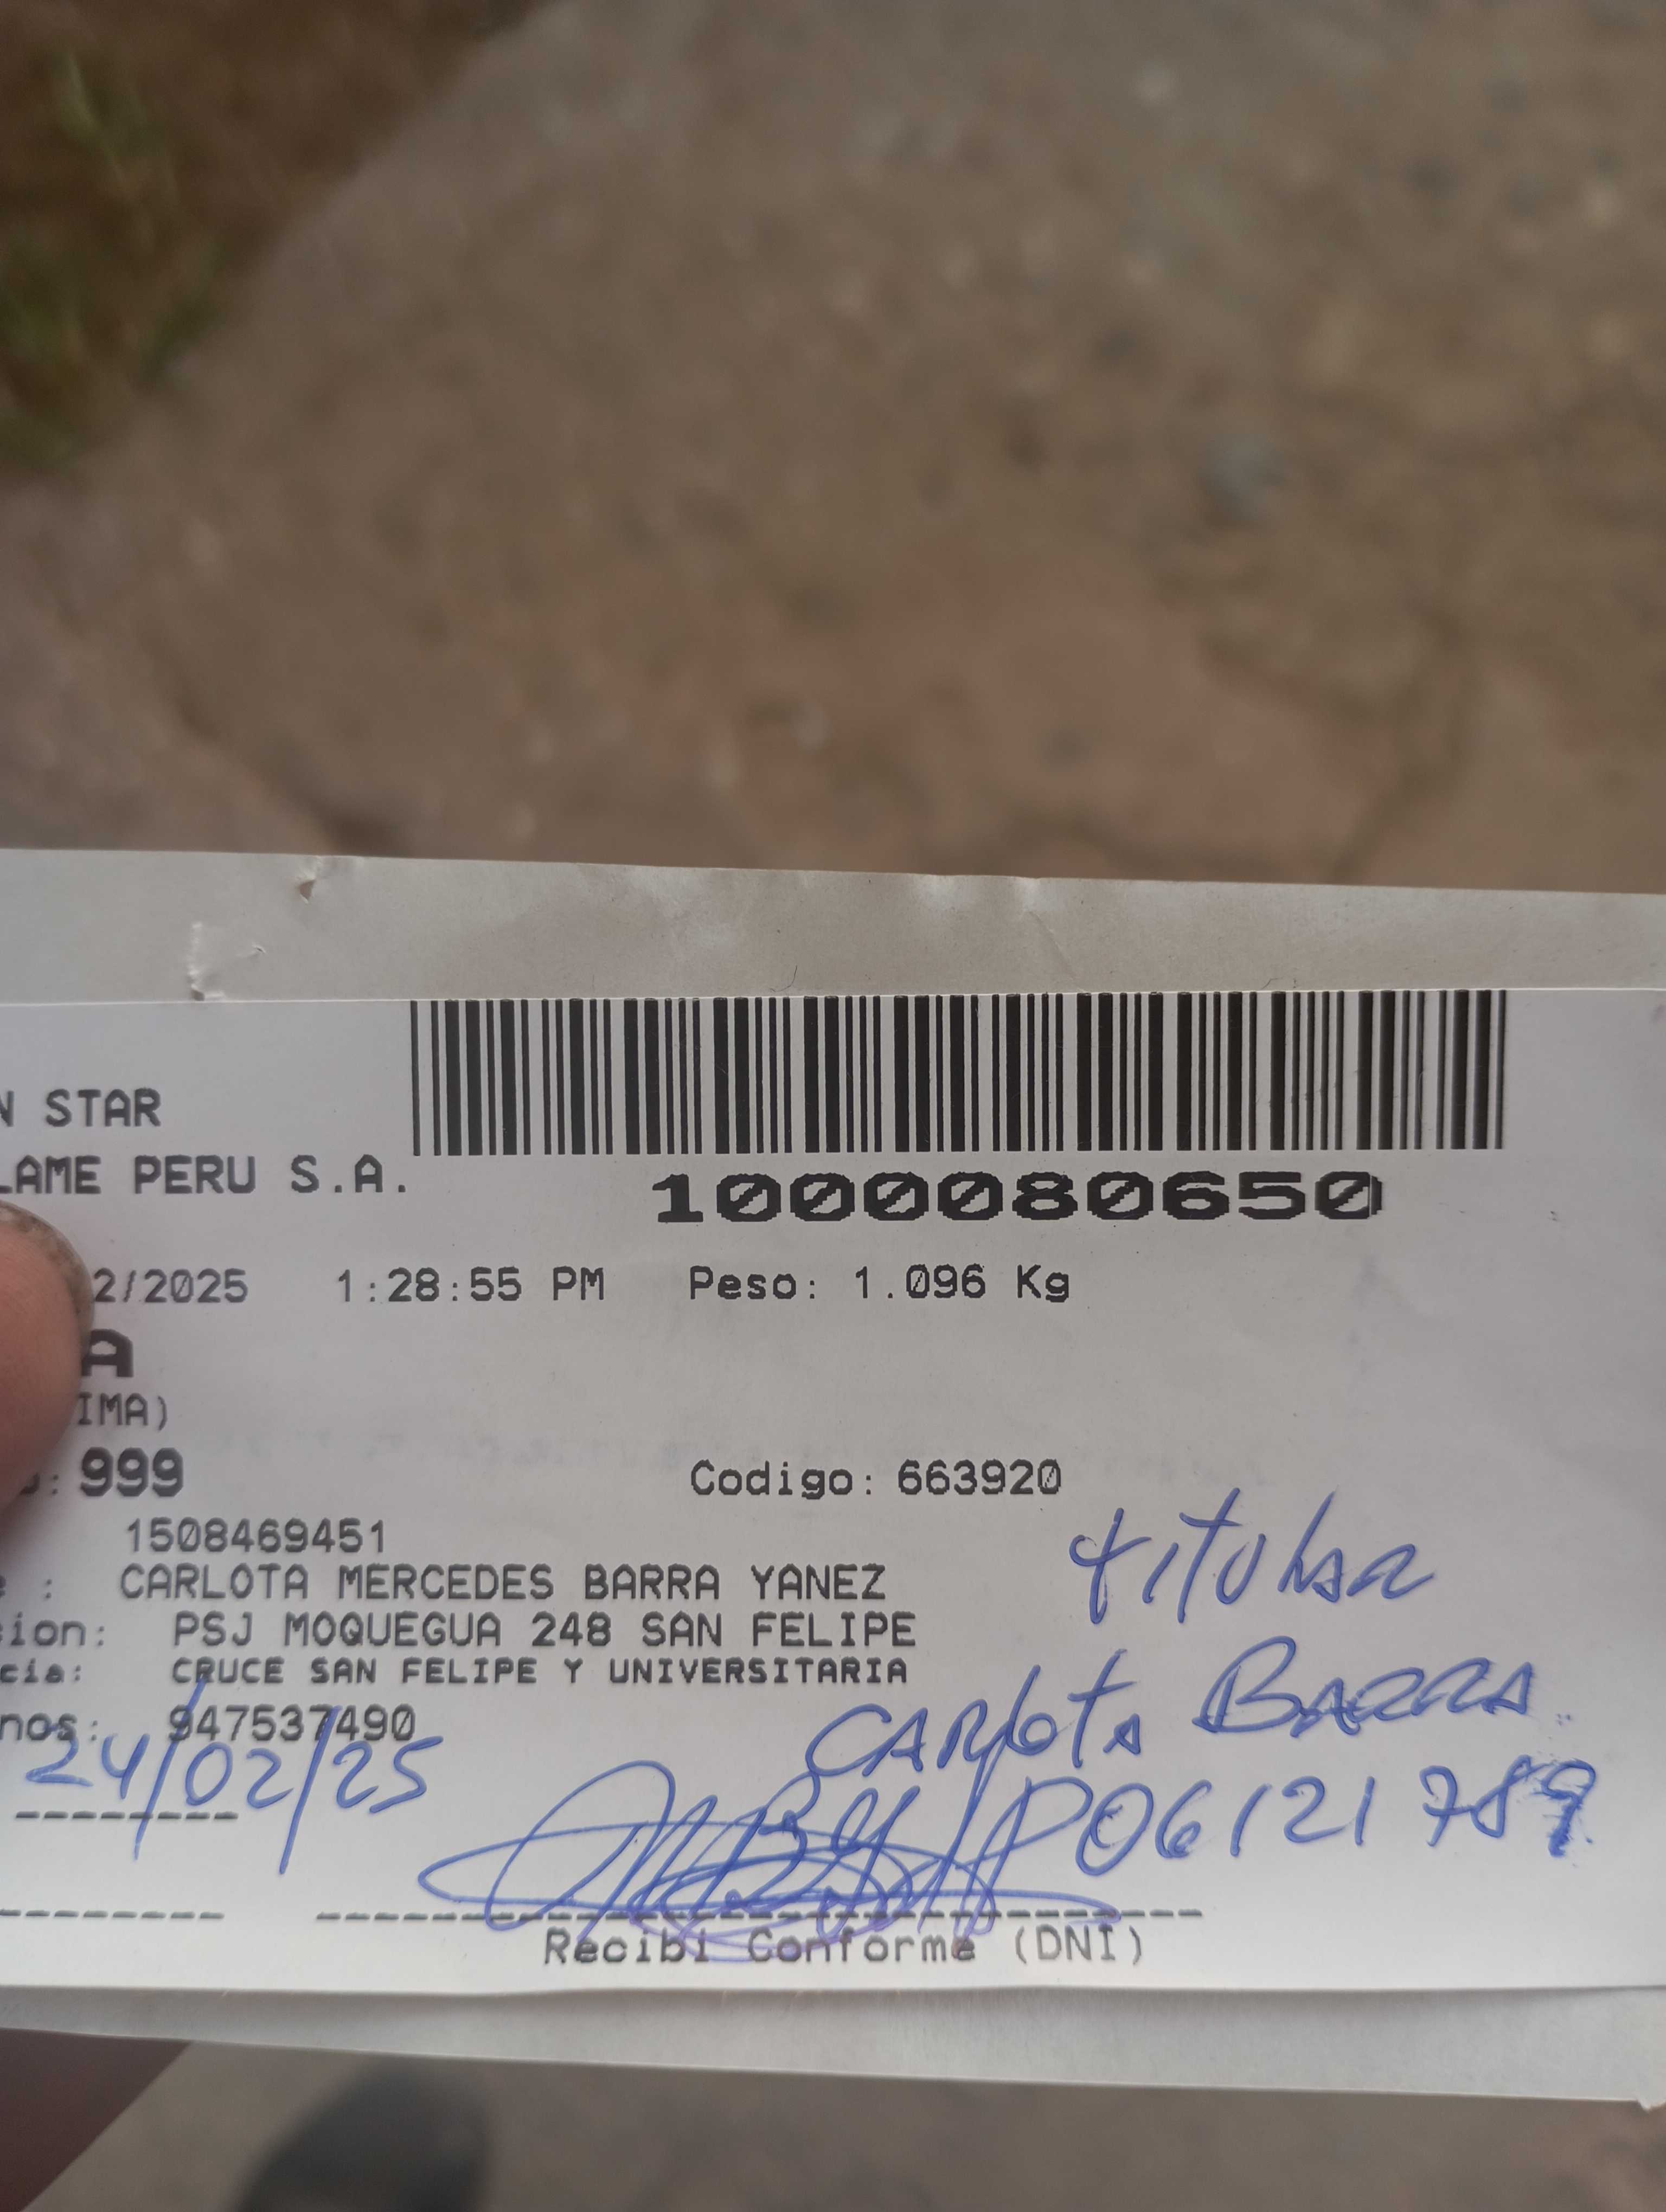 N STAR
LAME PERU S.A.
1000080650
2/2025 1:28:55 PM Peso: 1.096 Kg
A
IMA)
: 999 Codigo: 663920
1508469451
titular
: CARLOTA MERCEDES BARRA YANEZ
ion: PSJ MOQUEGUA 248 SAN FELIPE
cia: CRUCE SAN FELIPE Y UNIVERSITARIA
CARlotA BARRA
nos: 947537490
24/02/25
06121789
Recibi Conforme (DNI)